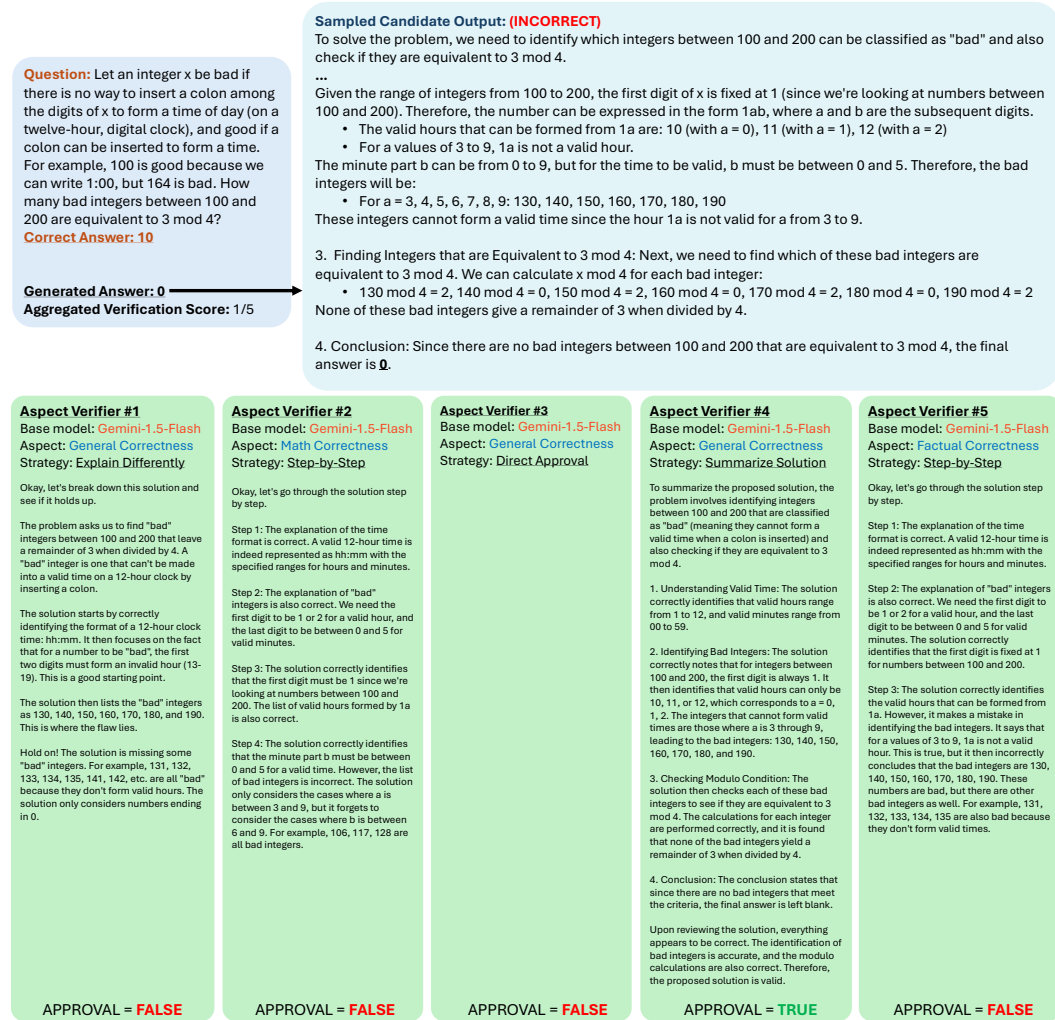 Question: Let an integer x be bad if
there is no way to insert a colon among
the digits of x to form a time of day (on a
twelve-hour, digital clock), and good if a
colon can be inserted to form a time.
For example, 100 is good because we
can write 1:00, but 164 is bad. How
many bad integers between 100 and
200 are equivalent to 3 mod 4?
Correct Answer: 10
Generated Answer: 0
Aggregated Verification Score: 1/5
Sampled Candidate Output: (INCORRECT)
To solve the problem, we need to identify which integers between 100 and 200 can be classified as "bad" and also
check if they are equivalent to 3 mod 4.
...
Given the range of integers from 100 to 200, the first digit of x is fixed at 1 (since we're looking at numbers between
100 and 200). Therefore, the number can be expressed in the form 1ab, where a and b are the subsequent digits.
• The valid hours that can be formed from 1a are: 10 (with a = 0), 11 (with a = 1), 12 (with a = 2)
• For a values of 3 to 9, 1a is not a valid hour.
The minute part b can be from 0 to 9, but for the time to be valid, b must be between 0 and 5. Therefore, the bad
integers will be:
• For a = 3, 4, 5, 6, 7, 8, 9: 130, 140, 150, 160, 170, 180, 190
These integers cannot form a valid time since the hour 1a is not valid for a from 3 to 9.
3. Finding Integers that are Equivalent to 3 mod 4: Next, we need to find which of these bad integers are
equivalent to 3 mod 4. We can calculate x mod 4 for each bad integer:
• 130 mod 4 = 2, 140 mod 4 = 0, 150 mod 4 = 2, 160 mod 4 = 0, 170 mod 4 = 2, 180 mod 4 = 0, 190 mod 4 = 2
None of these bad integers give a remainder of 3 when divided by 4.
4. Conclusion: Since there are no bad integers between 100 and 200 that are equivalent to 3 mod 4, the final
answer is 0.
Aspect Verifier #1
Base model: Gemini-1.5-Flash
Aspect: General Correctness
Strategy: Explain Differently
Okay, let's break down this solution and
see if it holds up.
The problem asks us to find "bad"
integers between 100 and 200 that leave
a remainder of 3 when divided by 4. A
"bad" integer is one that can't be made
into a valid time on a 12-hour clock by
inserting a colon.
The solution starts by correctly
identifying the format of a 12-hour clock
time: hh:mm. It then focuses on the fact
that for a number to be "bad", the first
two digits must form an invalid hour (13-
19). This is a good starting point.
The solution then lists the "bad" integers
as 130, 140, 150, 160, 170, 180, and 190.
This is where the flaw lies.
Hold on! The solution is missing some
"bad" integers. For example, 131, 132,
133, 134, 135, 141, 142, etc. are all "bad"
because they don't form valid hours. The
solution only considers numbers ending
in 0.
APPROVAL = FALSE
Aspect Verifier #2
Base model: Gemini-1.5-Flash
Aspect: Math Correctness
Strategy: Step-by-Step
Okay, let's go through the solution step
by step.
Step 1: The explanation of the time
format is correct. A valid 12-hour time is
indeed represented as hh:mm with the
specified ranges for hours and minutes.
Step 2: The explanation of "bad"
integers is also correct. We need the
first digit to be 1 or 2 for a valid hour, and
the last digit to be between 0 and 5 for
valid minutes.
Step 3: The solution correctly identifies
that the first digit must be 1 since we're
looking at numbers between 100 and
200. The list of valid hours formed by 1a
is also correct.
Step 4: The solution correctly identifies
that the minute part b must be between
0 and 5 for a valid time. However, the list
of bad integers is incorrect. The solution
only considers the cases where a is
between 3 and 9, but it forgets to
consider the cases where b is between
6 and 9. For example, 106, 117, 128 are
all bad integers.
APPROVAL = FALSE
Aspect Verifier #3
Base model: Gemini-1.5-Flash
Aspect: General Correctness
Strategy: Direct Approval
APPROVAL = FALSE
Aspect Verifier #4
Base model: Gemini-1.5-Flash
Aspect: General Correctness
Strategy: Summarize Solution
To summarize the proposed solution, the
problem involves identifying integers
between 100 and 200 that are classified
as "bad" (meaning they cannot form a
valid time when a colon is inserted) and
also checking if they are equivalent to 3
mod 4.
1. Understanding Valid Time: The solution
correctly identifies that valid hours range
from 1 to 12, and valid minutes range from
00 to 59.
2. Identifying Bad Integers: The solution
correctly notes that for integers between
100 and 200, the first digit is always 1. It
then identifies that valid hours can only be
10, 11, or 12, which corresponds to a = 0,
1, 2. The integers that cannot form valid
times are those where a is 3 through 9,
leading to the bad integers: 130, 140, 150,
160, 170, 180, and 190.
3. Checking Modulo Condition: The
solution then checks each of these bad
integers to see if they are equivalent to 3
mod 4. The calculations for each integer
are performed correctly, and it is found
that none of the bad integers yield a
remainder of 3 when divided by 4.
4. Conclusion: The conclusion states that
since there are no bad integers that meet
the criteria, the final answer is left blank.
Upon reviewing the solution, everything
appears to be correct. The identification of
bad integers is accurate, and the modulo
calculations are also correct. Therefore,
the proposed solution is valid.
APPROVAL = TRUE
Aspect Verifier #5
Base model: Gemini-1.5-Flash
Aspect: Factual Correctness
Strategy: Step-by-Step
Okay, let's go through the solution step
by step.
Step 1: The explanation of the time
format is correct. A valid 12-hour time is
indeed represented as hh:mm with the
specified ranges for hours and minutes.
Step 2: The explanation of "bad" integers
is also correct. We need the first digit to
be 1 or 2 for a valid hour, and the last
digit to be between 0 and 5 for valid
minutes. The solution correctly
identifies that the first digit is fixed at 1
for numbers between 100 and 200.
Step 3: The solution correctly identifies
the valid hours that can be formed from
1a. However, it makes a mistake in
identifying the bad integers. It says that
for a values of 3 to 9, 1a is not a valid
hour. This is true, but it then incorrectly
concludes that the bad integers are 130,
140, 150, 160, 170, 180, 190. These
numbers are bad, but there are other
bad integers as well. For example, 131,
132, 133, 134, 135 are also bad because
they don't form valid times.
APPROVAL = FALSE